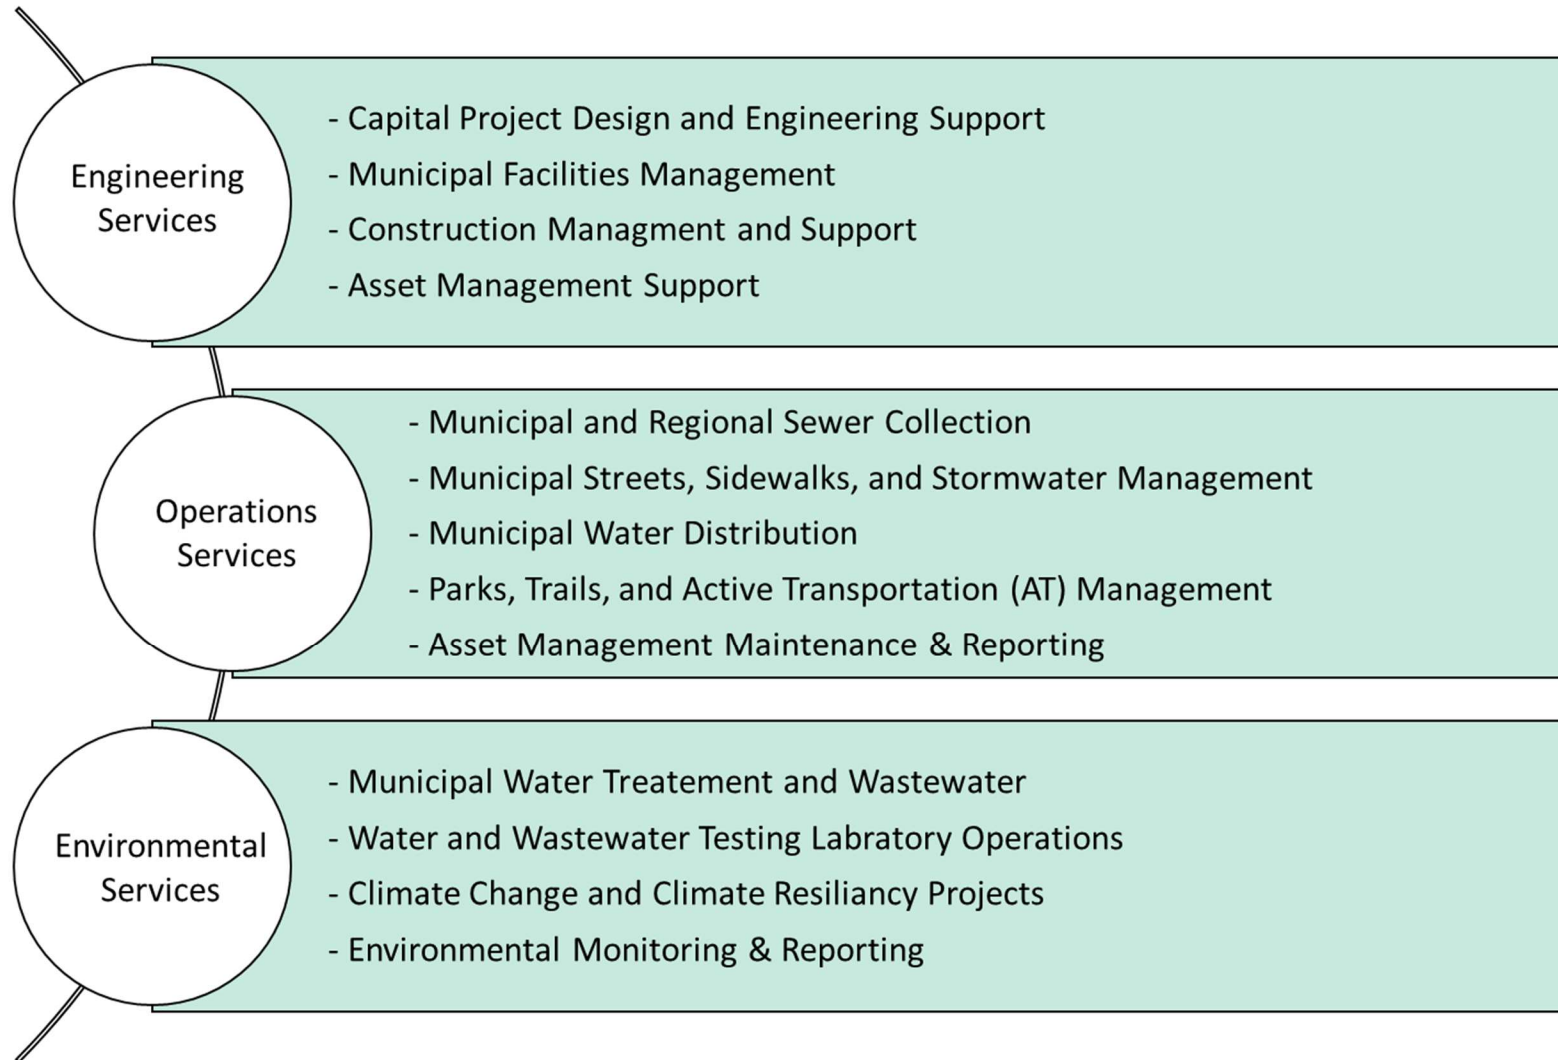 Engineering
Services
- Capital Project Design and Engineering Support
- Municipal Facilities Management
- Construction Managment and Support
- Asset Management Support
Operations
Services
- Municipal and Regional Sewer Collection
- Municipal Streets, Sidewalks, and Stormwater Management
- Municipal Water Distribution
- Parks, Trails, and Active Transportation (AT) Management
- Asset Management Maintenance & Reporting
Environmental
Services
- Municipal Water Treatement and Wastewater
- Water and Wastewater Testing Labratory Operations
- Climate Change and Climate Resiliancy Projects
- Environmental Monitoring & Reporting